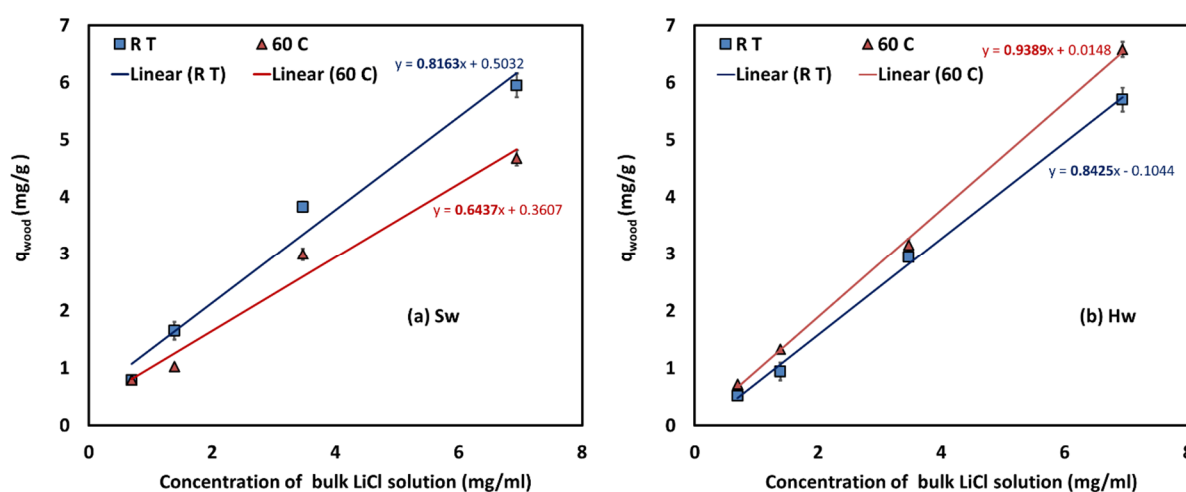 7
6
5
4
3
2
1
0
q_wood (mg/g )
R T
60 C
Linear (R T)
Linear (60 C)
y = 0.8163x + 0.5032
y = 0.6437x + 0.3607
(a) Sw
0 2 4 6 8
Concentration of bulk LiCl solution (mg/ml)
7
6
5
4
3
2
1
0
q_wood (mg/g )
R T
60 C
Linear (60 C)
Linear (R T)
y = 0.9389x + 0.0148
y = 0.8425x - 0.1044
(b) Hw
0 2 4 6 8
Concentration of bulk LiCl solution (mg/ml)